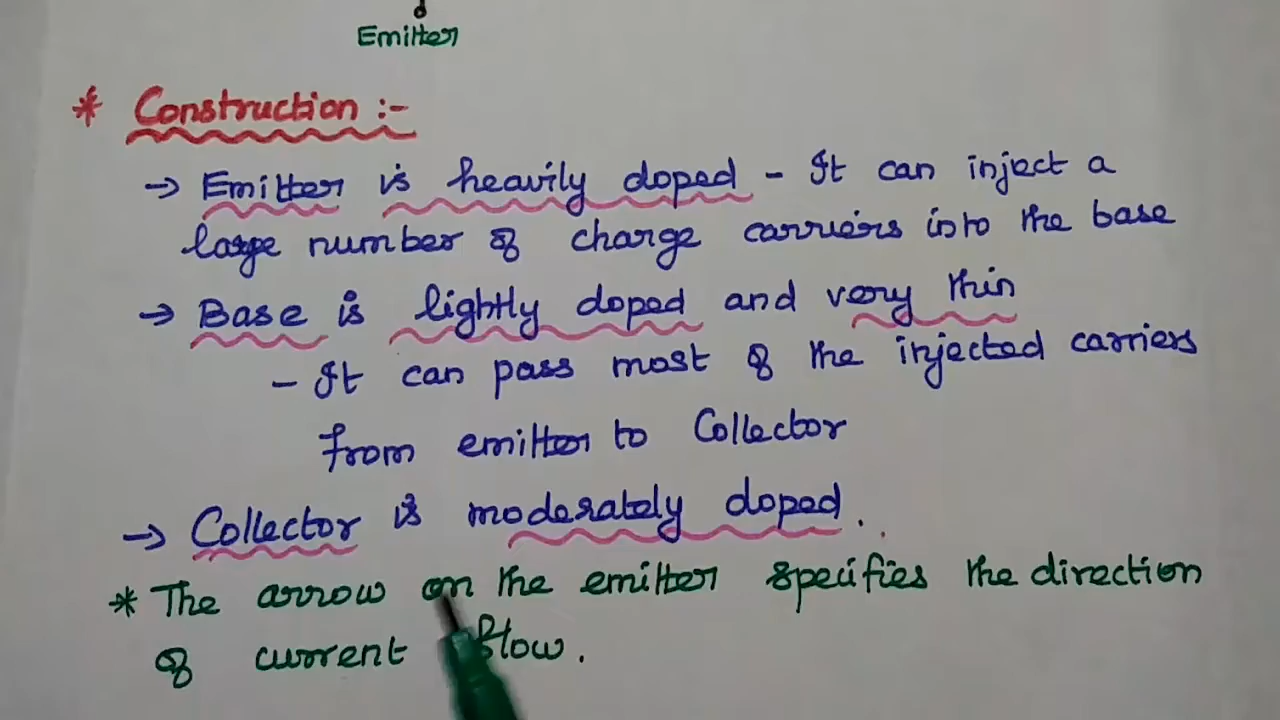 Emitter
* Construction :-
→ Emitter is heavily doped - It can inject a
large number of charge carriers into the base
→ Base is lightly doped and very thin
- It can pass most of the injected carriers
from emitter to Collector
→ Collector is moderately doped.
* The arrow on the emitter specifies the direction
of current flow.